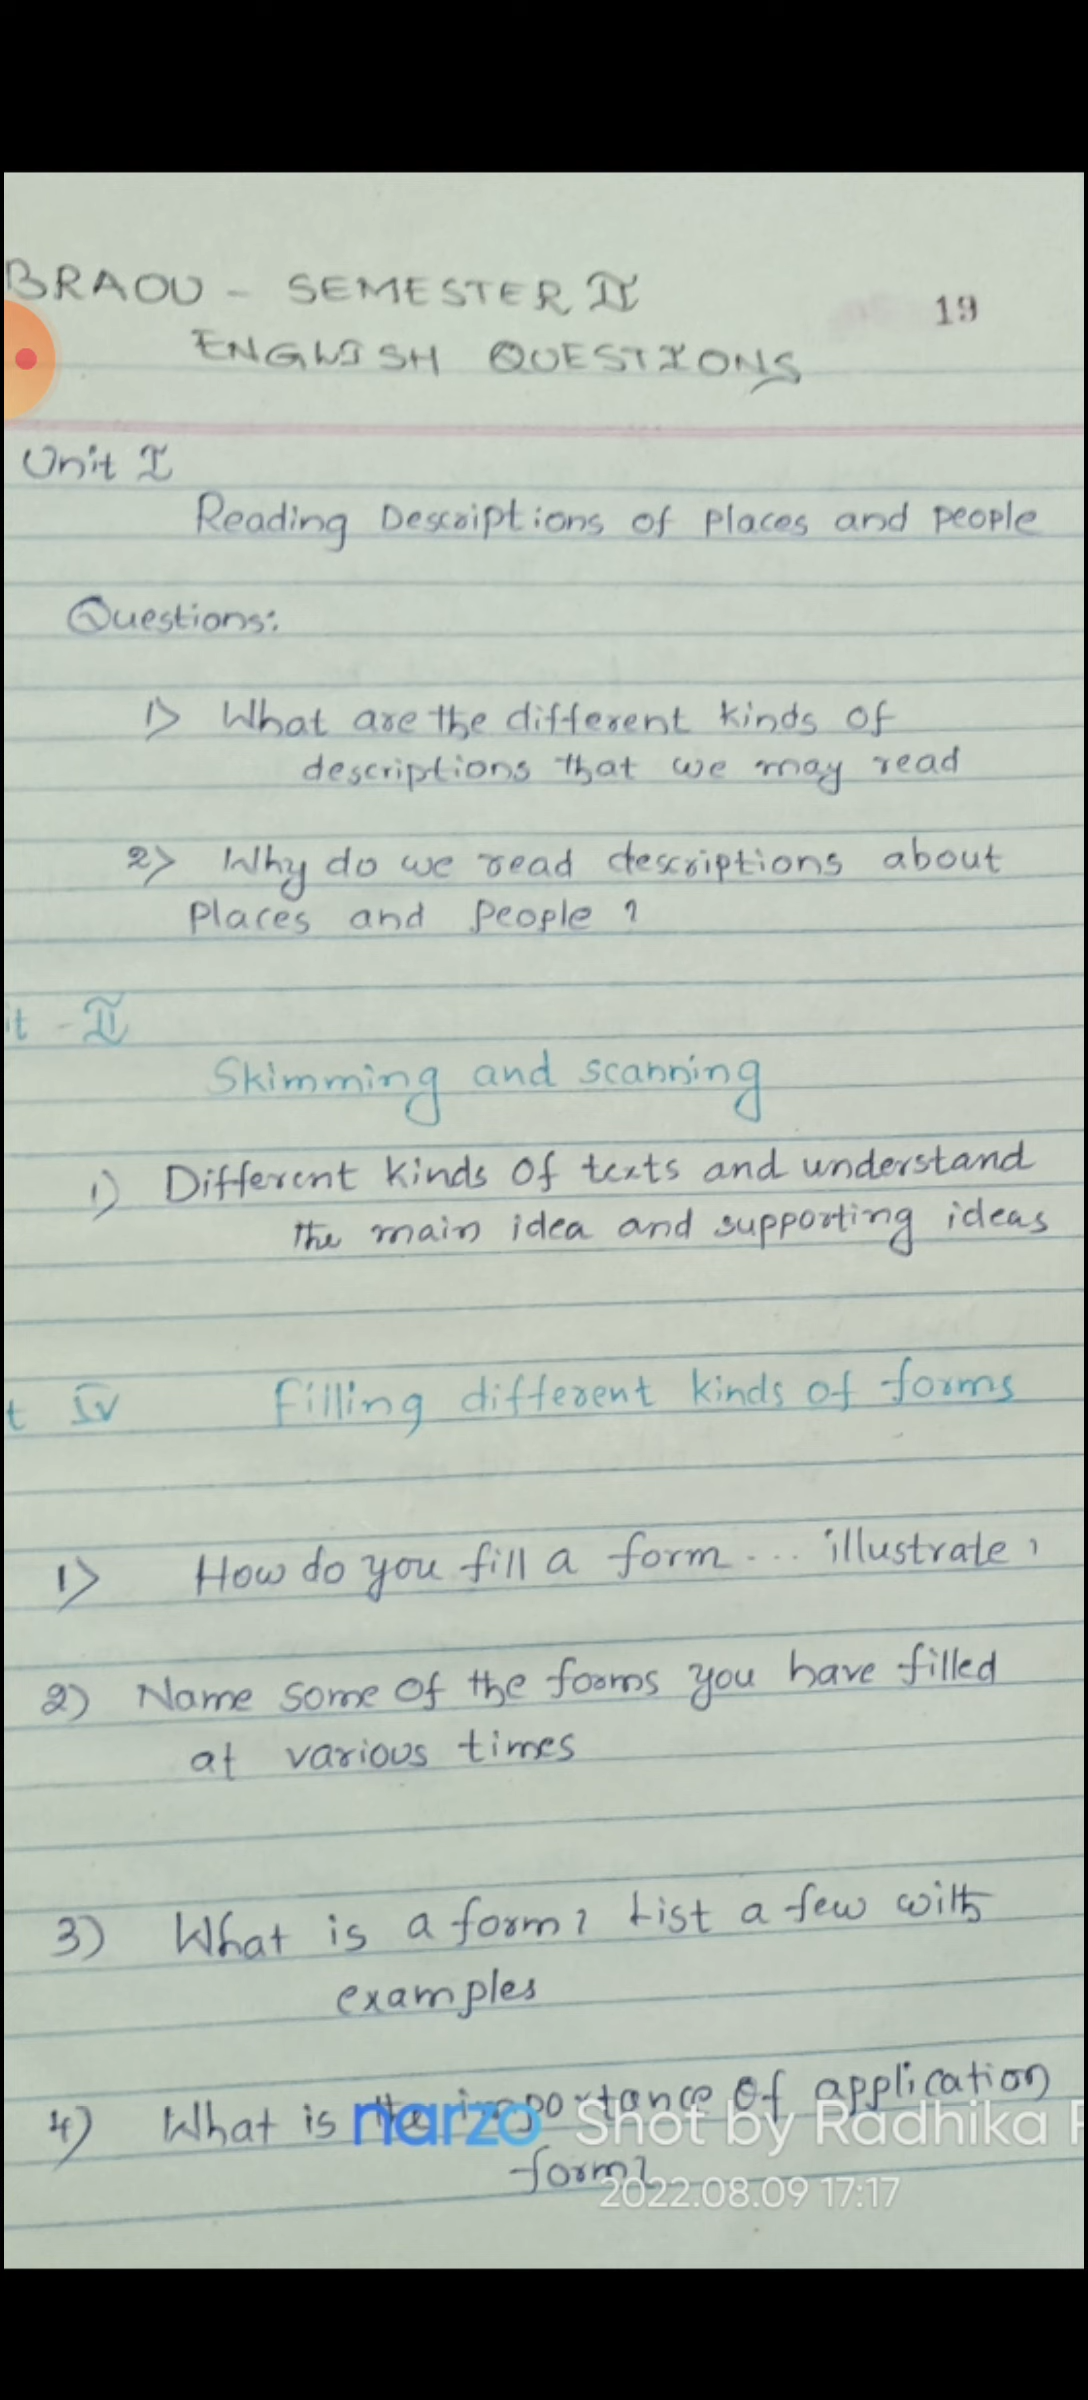 BRAOU - SEMESTER II
19
ENGLISH QUESTIONS
Unit I
Reading Descriptions of places and people
Questions:
1) What are the different kinds of
descriptions that we may read
2) Why do we read descriptions about
places and people ?
it - II
Skimming and scanning
1) Different kinds of texts and understand
the main idea and supporting ideas
t IV Filling different kinds of forms
1) How do you fill a form ... illustrate ?
2) Name some of the forms you have filled
at various times
3) What is a form? List a few with
examples
4) What is the importance of application
form?
narzo Shot by Radhika
2022.08.09 17:17